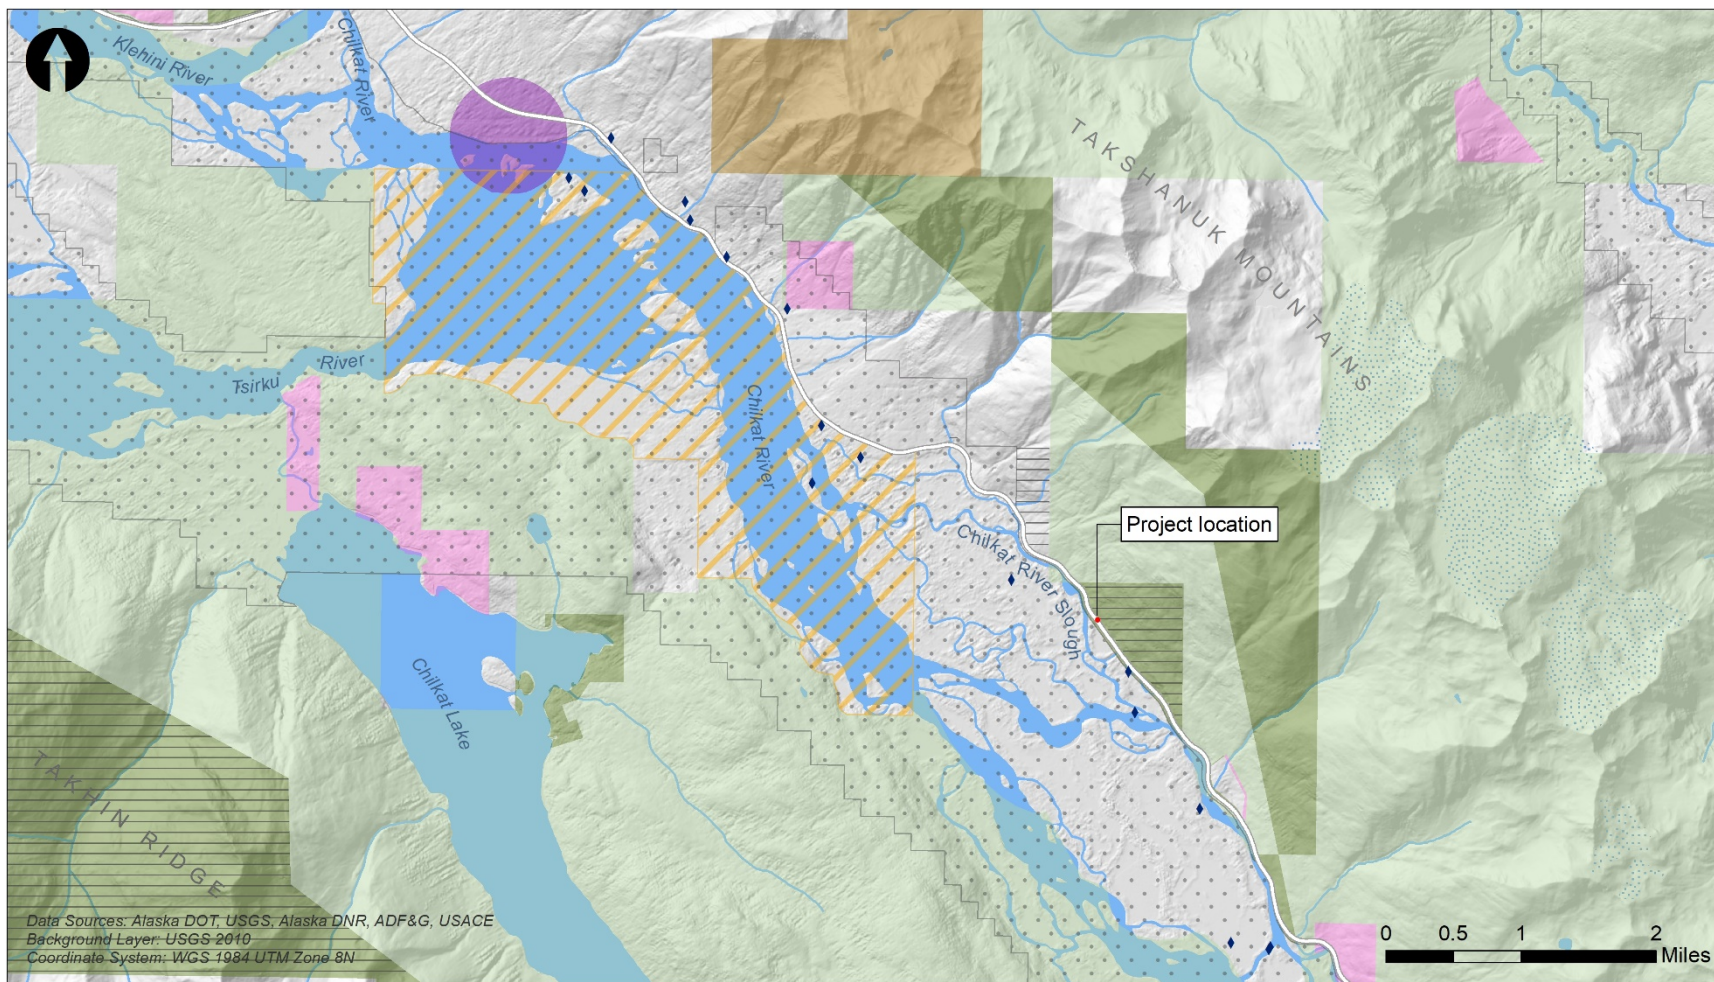 Klehini River
Chilkat River
TAKSHANUK MOUNTAINS
Tsirku River
Chilkat River
Chilkat River Slough
Project location
Chilkat Lake
TAKHIN RIDGE
Data Sources: Alaska DOT, USGS, Alaska DNR, ADF&G, USACE
Background Layer: USGS 2010
Coordinate System: WGS 1984 UTM Zone 8N
0 0.5 1 2
Miles